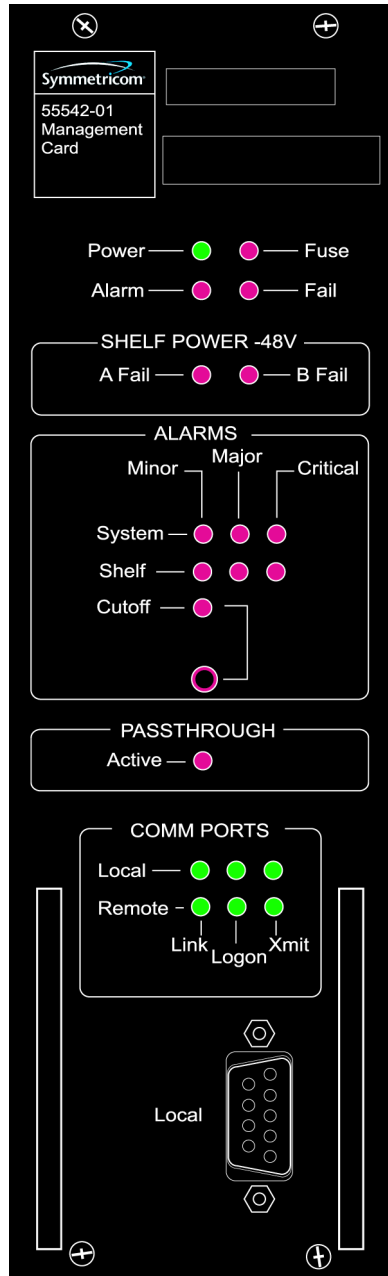 Symmetricom
55542-01
Management
Card
Power
Fuse
Alarm
Fail
SHELF POWER -48V
A Fail
B Fail
ALARMS
Minor
Major
Critical
System
Shelf
Cutoff
PASSTHROUGH
Active
COMM PORTS
Local
Remote
Link
Logon
Xmit
Local